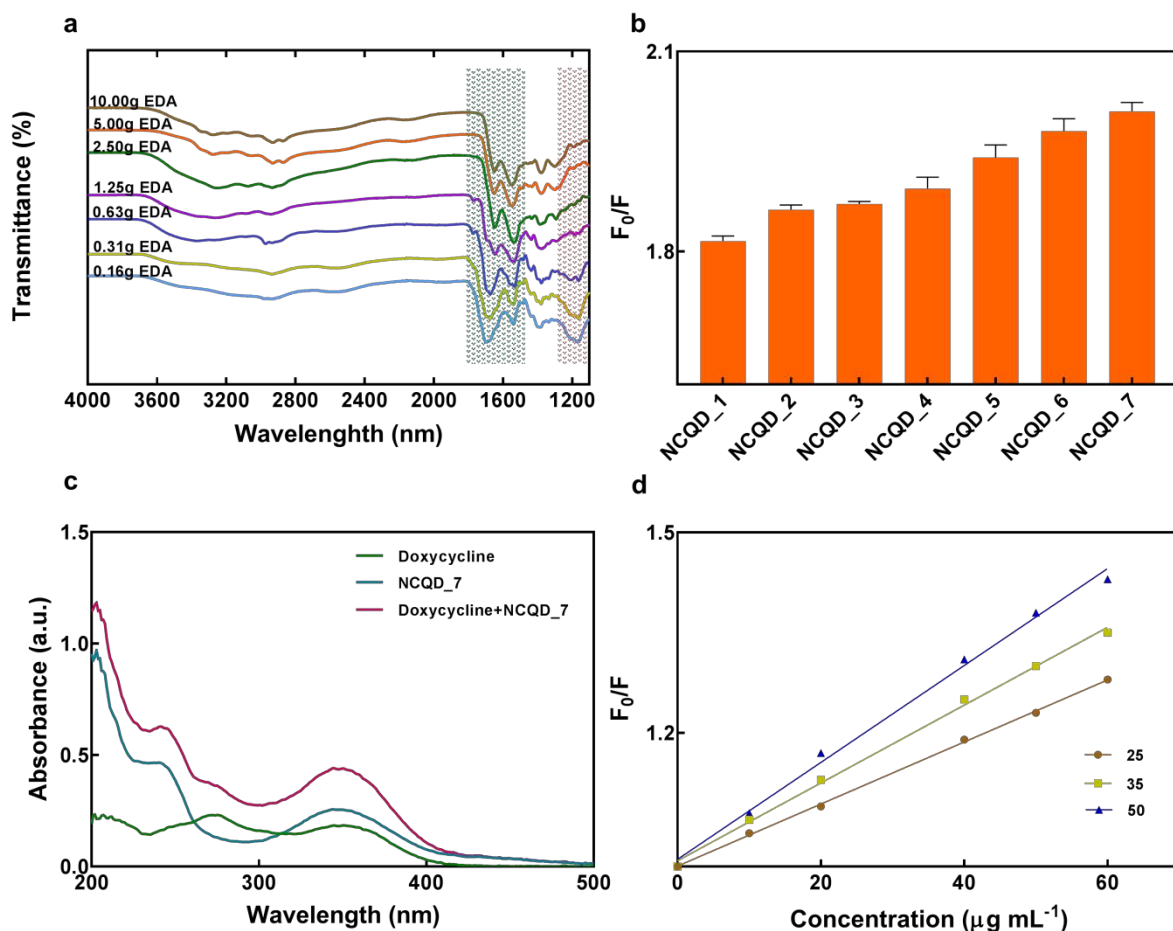 a
10.00g EDA
5.00g EDA
2.50g EDA
1.25g EDA
0.63g EDA
0.31g EDA
0.16g EDA
Transmittance (%)
4000 3600 3200 2800 2400 2000 1600 1200
Wavelenghth (nm)
b
2.1
1.8
F0/F
NCQD_1 NCQD_2 NCQD_3 NCQD_4 NCQD_5 NCQD_6 NCQD_7
c
1.5
1.0
0.5
0.0
Absorbance (a.u.)
Doxycycline
NCQD_7
Doxycycline+NCQD_7
200 300 400 500
Wavelength (nm)
d
1.5
1.2
F0/F
25
35
50
0 20 40 60
Concentration (μg mL-1)